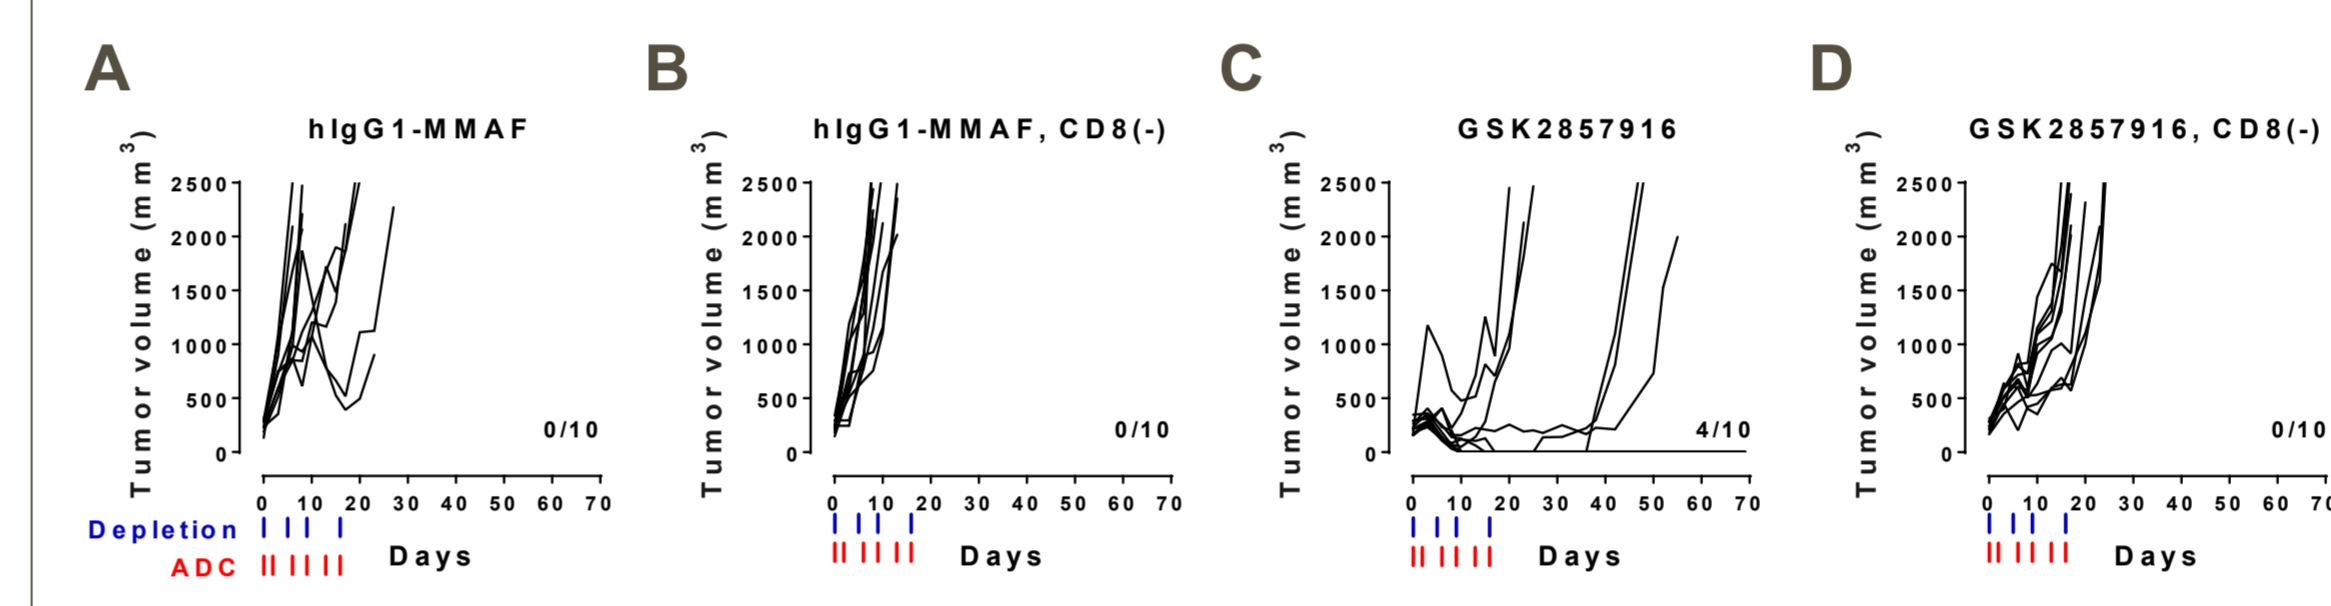 A
hIgG1-MMAF
Tumor volume (mm³)
2500
2000
1500
1000
500
0
0/10
0 10 20 30 40 50 60 70
Depletion
ADC
Days
B
hIgG1-MMAF, CD8(-)
Tumor volume (mm³)
2500
2000
1500
1000
500
0
0/10
0 10 20 30 40 50 60 70
Days
C
GSK2857916
Tumor volume (mm³)
2500
2000
1500
1000
500
0
4/10
0 10 20 30 40 50 60 70
Days
D
GSK2857916, CD8(-)
Tumor volume (mm³)
2500
2000
1500
1000
500
0
0/10
0 10 20 30 40 50 60 70
Days